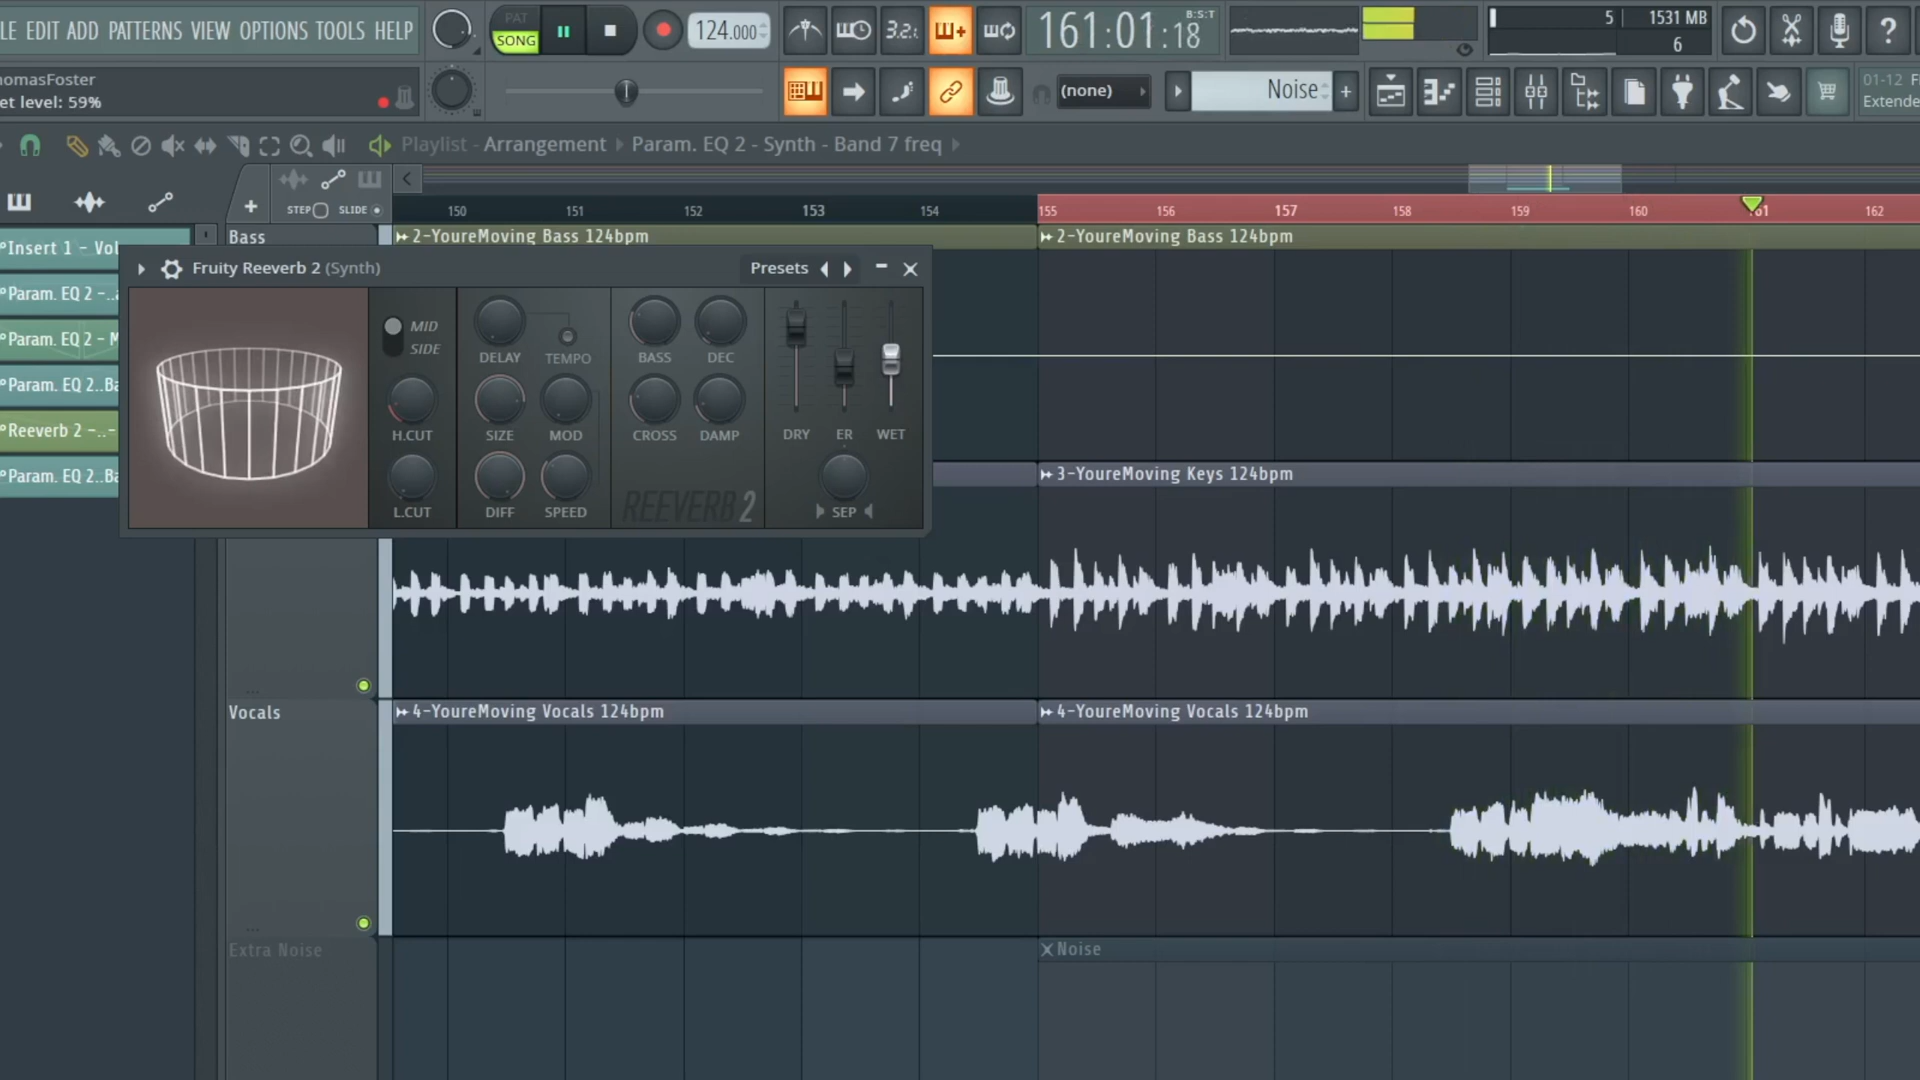 LE EDIT ADD PATTERNS VIEW OPTIONS TOOLS HELP
PAT
SONG
124.000
3.2.
161:01:18
B:S:T
5
1531 MB
6
?
homasFoster
et level: 59%
(none)
Noise
+
01-12
Extende
Playlist - Arrangement
Param. EQ 2 - Synth - Band 7 freq
+
STEP
SLIDE
150
151
152
153
154
155
156
157
158
159
160
161
162
Insert 1 - Vol
Bass
2-YoureMoving Bass 124bpm
2-YoureMoving Bass 124bpm
Fruity Reeverb 2 (Synth)
Presets
Param. EQ 2 -..a
Param. EQ 2 - M
Param. EQ 2..Ba
Reeverb 2 -..-
Param. EQ 2..Ba
MID
SIDE
H.CUT
L.CUT
DELAY
TEMPO
SIZE
MOD
DIFF
SPEED
BASS
DEC
CROSS
DAMP
REEVERB 2
DRY
ER
WET
SEP
3-YoureMoving Keys 124bpm
...
Vocals
4-YoureMoving Vocals 124bpm
4-YoureMoving Vocals 124bpm
...
Extra Noise
Noise